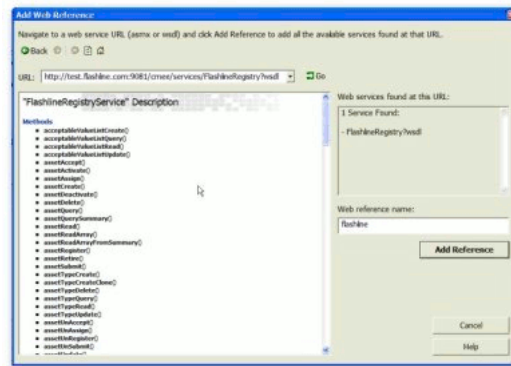 Add Web Reference
Navigate to a web service URL (asmx or wsdl) and click Add Reference to add all the available services found at that URL.
Back
URL: http://test.flashline.com:9081/cmee/services/FlashlineRegistry?wsdl
Go
"FlashlineRegistryService" Description
Methods
acceptableValueListCreate()
acceptableValueListQuery()
acceptableValueListRead()
acceptableValueListUpdate()
assetAccept()
assetActivate()
assetAssign()
assetCreate()
assetDeactivate()
assetDelete()
assetQuery()
assetQuerySummary()
assetRead()
assetReadArray()
assetReadArrayFromSummary()
assetRegister()
assetRetire()
assetSubmit()
assetTypeCreate()
assetTypeCreateClone()
assetTypeDelete()
assetTypeQuery()
assetTypeRead()
assetTypeUpdate()
assetUnAccept()
assetUnAssign()
assetUnRegister()
assetUnSubmit()
assetUpdate()
Web services found at this URL:
1 Service Found:
- FlashlineRegistry?wsdl
Web reference name:
flashline
Add Reference
Cancel
Help